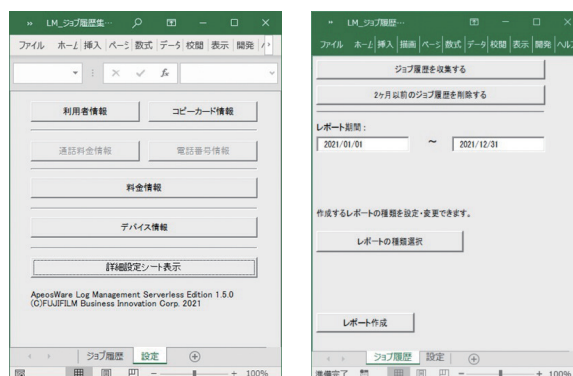 LM_ジョブ履歴集…
ファイル ホーム 挿入 ページ 数式 データ 校閲 表示 開発
fx
利用者情報 コピーカード情報
通話料金情報 電話番号情報
料金情報
デバイス情報
詳細設定シート表示
ApeosWare Log Management Serverless Edition 1.5.0
(C)FUJIFILM Business Innovation Corp. 2021
ジョブ履歴 設定
100%
LM_ジョブ履歴…
ファイル ホーム 挿入 描画 ページ 数式 データ 校閲 表示 開発 ヘル
ジョブ履歴を収集する
2ヶ月以前のジョブ履歴を削除する
レポート期間：
2021/01/01 ～ 2021/12/31
作成するレポートの種類を設定・変更できます。
レポートの種類選択
レポート作成
ジョブ履歴 設定
準備完了 100%